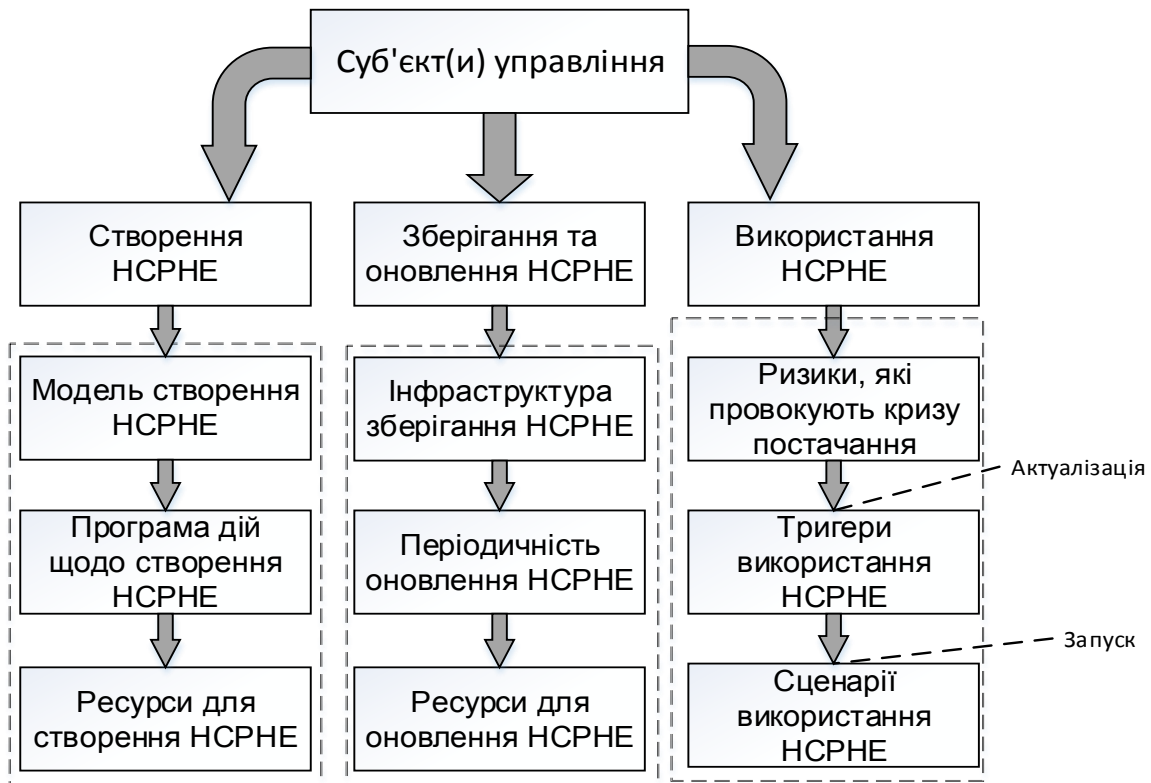 Суб'єкт(и) управління
Створення
НСРНЕ
Зберігання та
оновлення НСРНЕ
Використання
НСРНЕ
Модель створення
НСРНЕ
Інфраструктура
зберігання НСРНЕ
Ризики, які
провокують кризу
постачання
Актуалізація
Програма дій
щодо створення
НСРНЕ
Періодичність
оновлення НСРНЕ
Тригери
використання
НСРНЕ
Запуск
Ресурси для
створення НСРНЕ
Ресурси для
оновлення НСРНЕ
Сценарії
використання
НСРНЕ